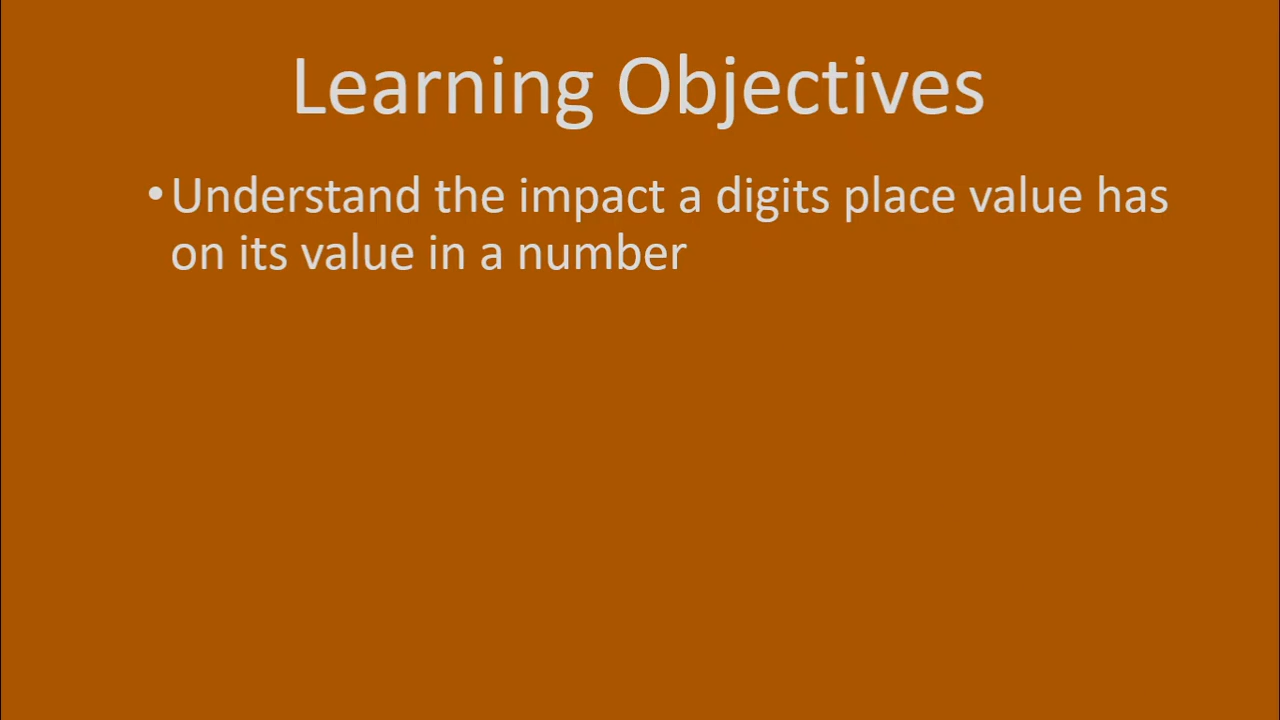 Learning Objectives
•Understand the impact a digits place value has
on its value in a number